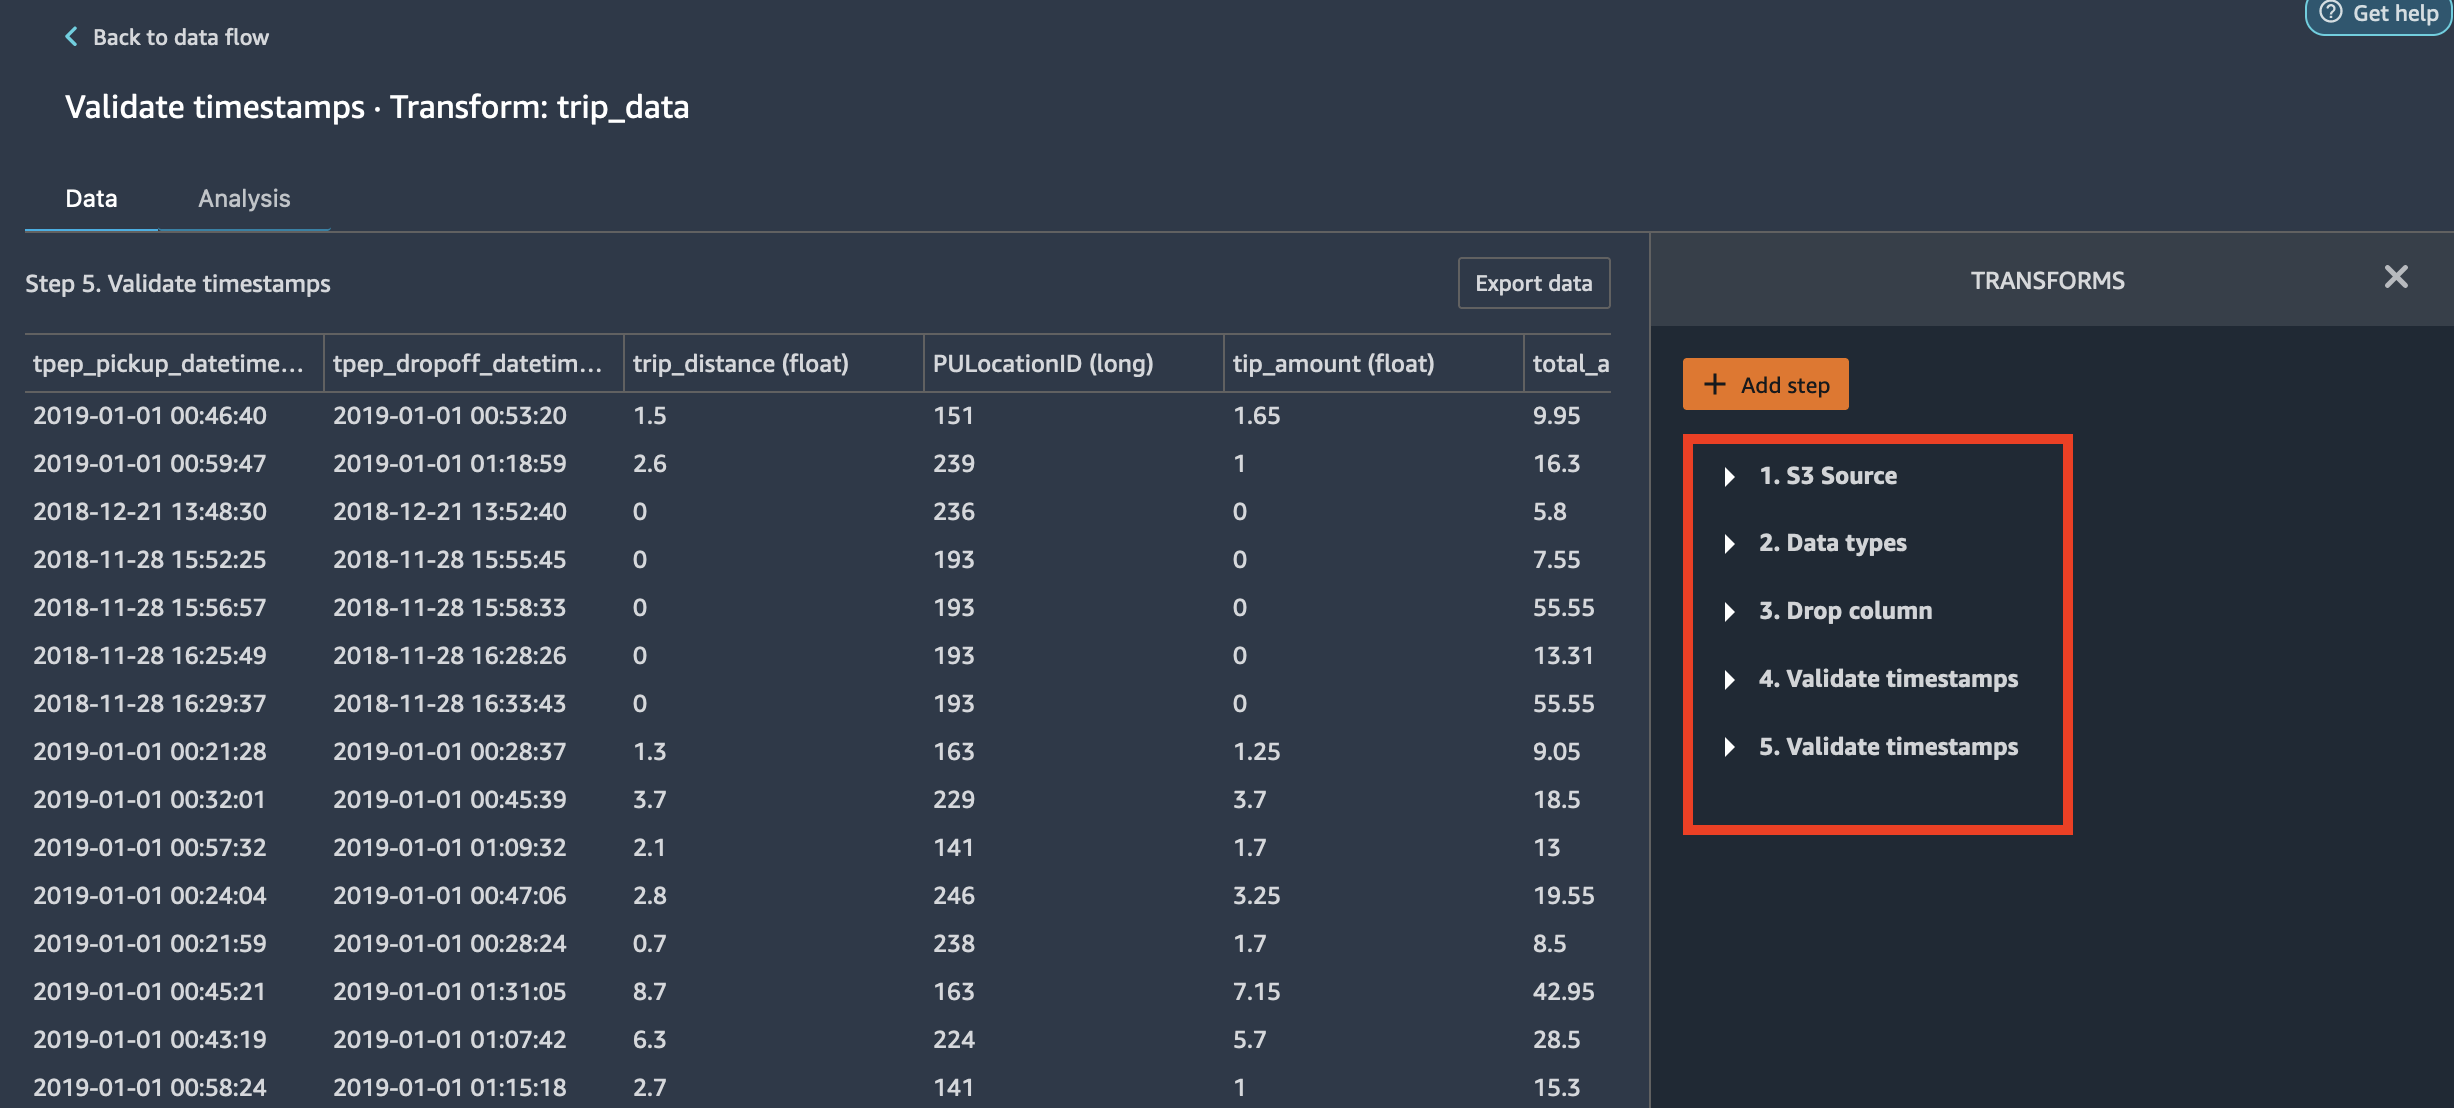 Get help
Back to data flow
Validate timestamps · Transform: trip_data
Data Analysis
Step 5. Validate timestamps
Export data
TRANSFORMS
tpep_pickup_datetime... tpep_dropoff_datetim... trip_distance (float) PULocationID (long) tip_amount (float) total_a
2019-01-01 00:46:40 2019-01-01 00:53:20 1.5 151 1.65 9.95
2019-01-01 00:59:47 2019-01-01 01:18:59 2.6 239 1 16.3
2018-12-21 13:48:30 2018-12-21 13:52:40 0 236 0 5.8
2018-11-28 15:52:25 2018-11-28 15:55:45 0 193 0 7.55
2018-11-28 15:56:57 2018-11-28 15:58:33 0 193 0 55.55
2018-11-28 16:25:49 2018-11-28 16:28:26 0 193 0 13.31
2018-11-28 16:29:37 2018-11-28 16:33:43 0 193 0 55.55
2019-01-01 00:21:28 2019-01-01 00:28:37 1.3 163 1.25 9.05
2019-01-01 00:32:01 2019-01-01 00:45:39 3.7 229 3.7 18.5
2019-01-01 00:57:32 2019-01-01 01:09:32 2.1 141 1.7 13
2019-01-01 00:24:04 2019-01-01 00:47:06 2.8 246 3.25 19.55
2019-01-01 00:21:59 2019-01-01 00:28:24 0.7 238 1.7 8.5
2019-01-01 00:45:21 2019-01-01 01:31:05 8.7 163 7.15 42.95
2019-01-01 00:43:19 2019-01-01 01:07:42 6.3 224 5.7 28.5
2019-01-01 00:58:24 2019-01-01 01:15:18 2.7 141 1 15.3
Add step
1. S3 Source
2. Data types
3. Drop column
4. Validate timestamps
5. Validate timestamps